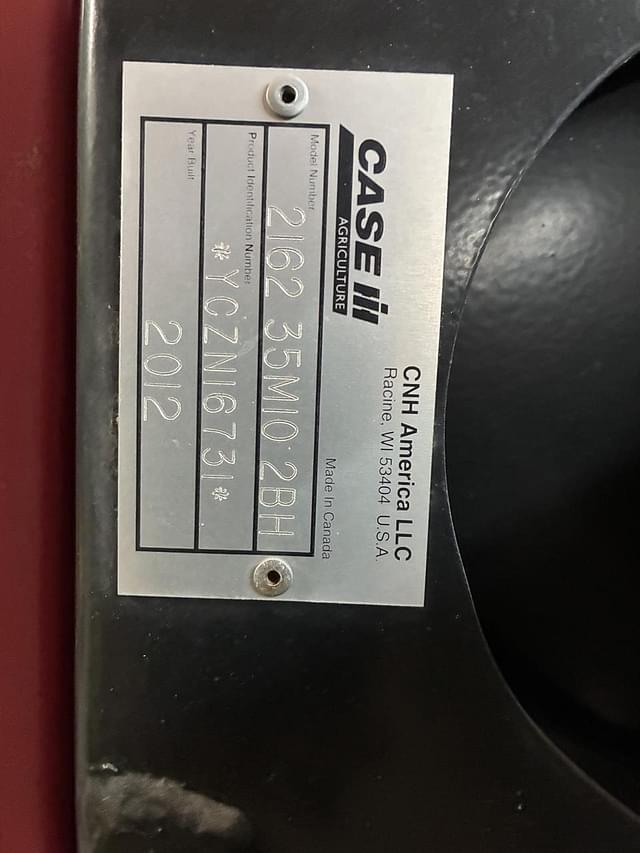 CASE IH
AGRICULTURE
CNH America LLC
Racine, WI 53404 U.S.A.
Made In Canada
Model Number
2162 35M10 2BH
Product Identification Number
*YCZN16731*
Year Built
2012